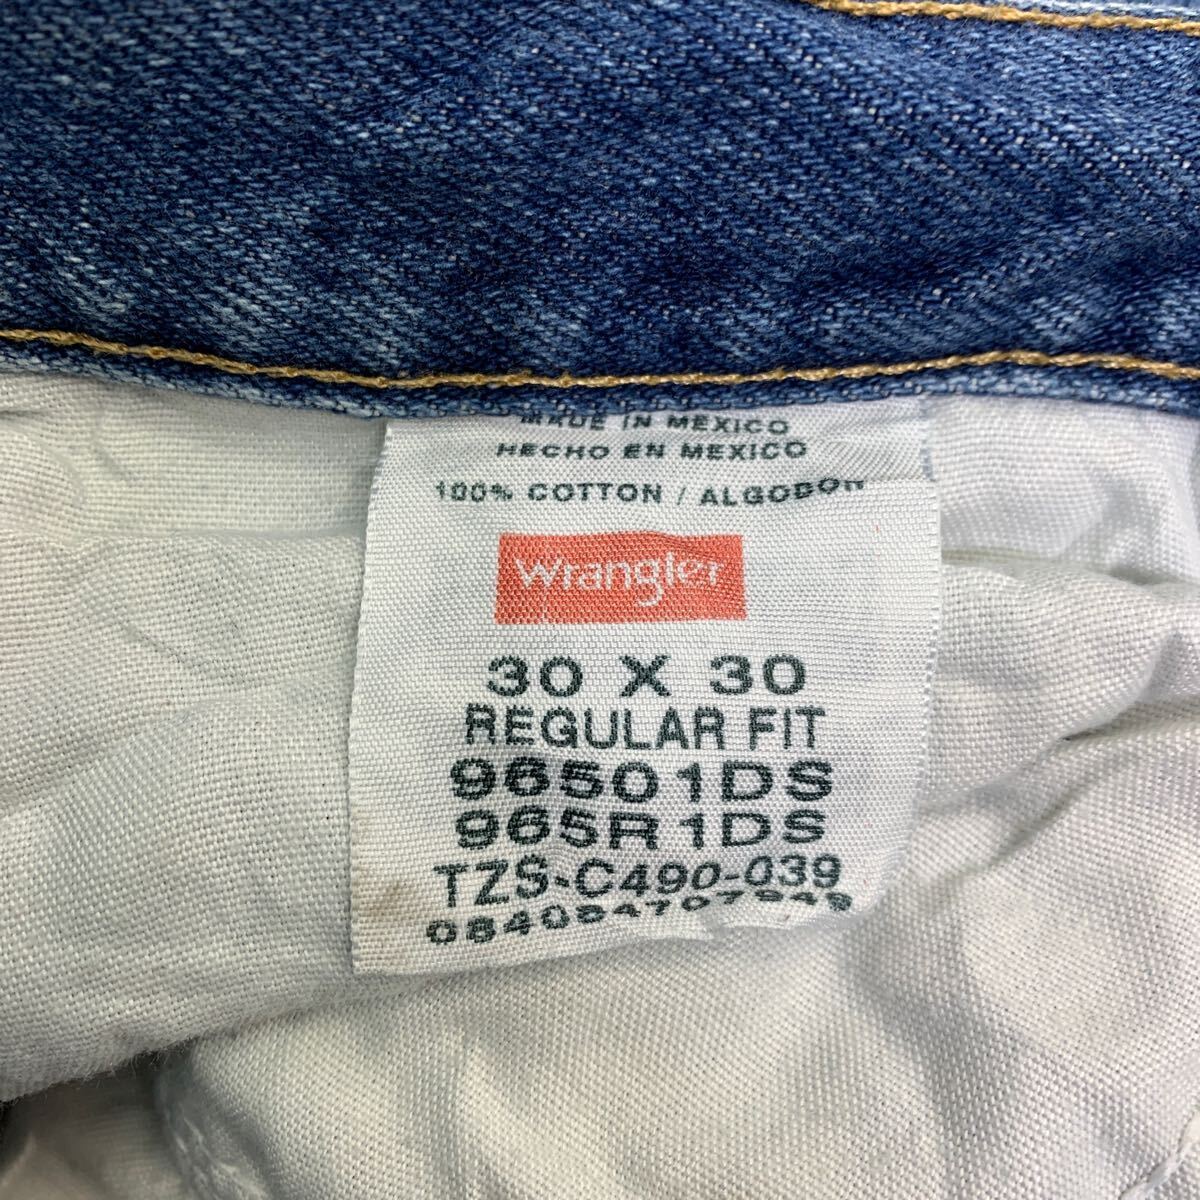 MADE IN MEXICO
HECHO EN MEXICO
100% COTTON / ALGODON
Wrangler
30 X 30
REGULAR FIT
96501DS
965R1DS
TZS-C490-039
084084707949